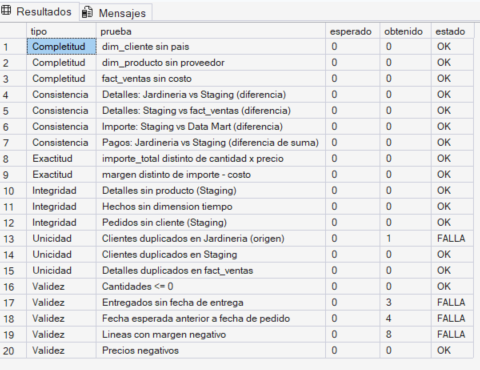 Resultados Mensajes
tipo prueba esperado obtenido estado
1 Completitud dim_cliente sin pais 0 0 OK
2 Completitud dim_producto sin proveedor 0 0 OK
3 Completitud fact_ventas sin costo 0 0 OK
4 Consistencia Detalles: Jardineria vs Staging (diferencia) 0 0 OK
5 Consistencia Detalles: Staging vs fact_ventas (diferencia) 0 0 OK
6 Consistencia Importe: Staging vs Data Mart (diferencia) 0 0 OK
7 Consistencia Pagos: Jardineria vs Staging (diferencia de suma) 0 0 OK
8 Exactitud importe_total distinto de cantidad x precio 0 0 OK
9 Exactitud margen distinto de importe - costo 0 0 OK
10 Integridad Detalles sin producto (Staging) 0 0 OK
11 Integridad Hechos sin dimension tiempo 0 0 OK
12 Integridad Pedidos sin cliente (Staging) 0 0 OK
13 Unicidad Clientes duplicados en Jardineria (origen) 0 1 FALLA
14 Unicidad Clientes duplicados en Staging 0 0 OK
15 Unicidad Detalles duplicados en fact_ventas 0 0 OK
16 Validez Cantidades <= 0 0 0 OK
17 Validez Entregados sin fecha de entrega 0 3 FALLA
18 Validez Fecha esperada anterior a fecha de pedido 0 4 FALLA
19 Validez Lineas con margen negativo 0 8 FALLA
20 Validez Precios negativos 0 0 OK